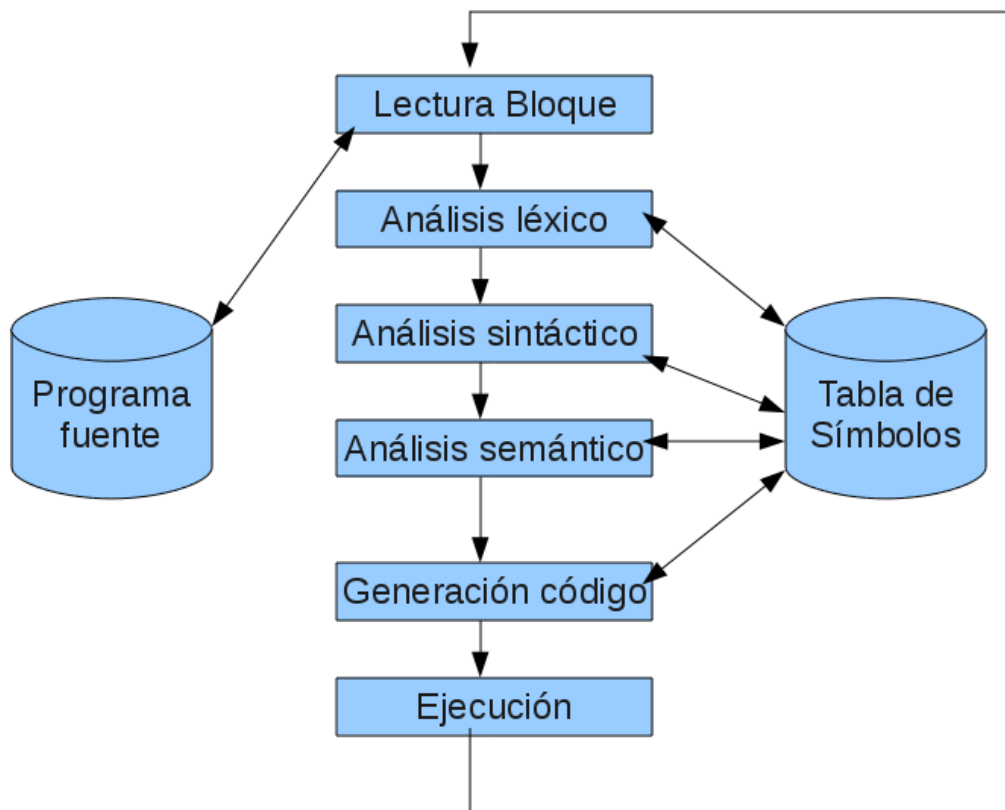 Lectura Bloque
Análisis léxico
Análisis sintáctico
Programa
fuente
Tabla de
Símbolos
Análisis semántico
Generación código
Ejecución